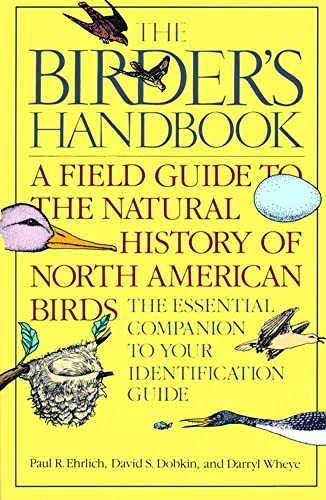 THE
BIRDER'S
HANDBOOK
A FIELD GUIDE TO
THE NATURAL
HISTORY OF
NORTH AMERICAN
BIRDS
THE ESSENTIAL
COMPANION
TO YOUR
IDENTIFICATION
GUIDE
Paul R. Ehrlich, David S. Dobkin, and Darryl Wheye